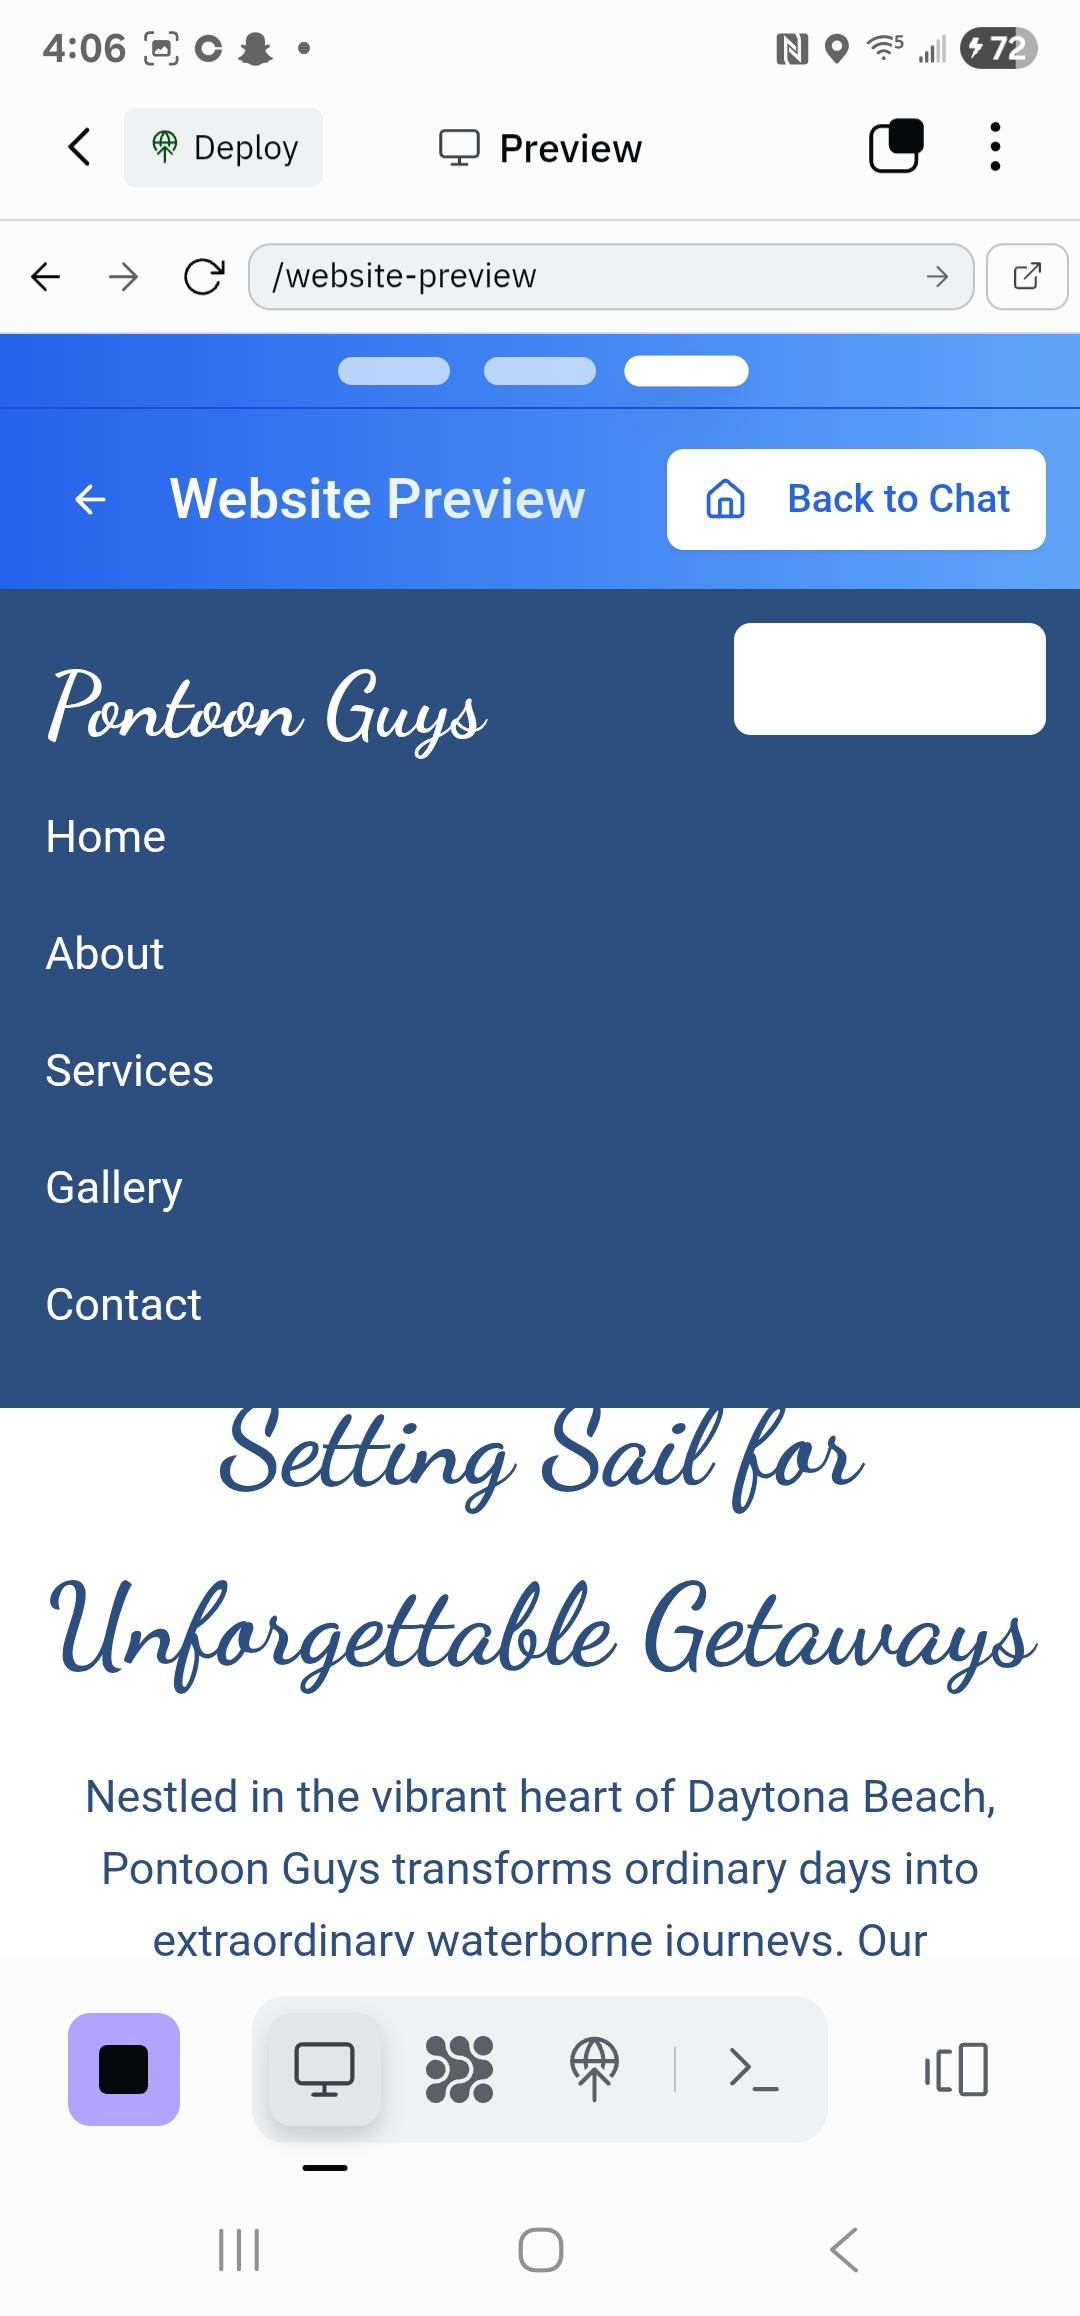 4:06
5
72
Deploy
Preview
/website-preview
Website Preview
Back to Chat
Pontoon Guys
Home
About
Services
Gallery
Contact
Setting Sail for
Unforgettable Getaways
Nestled in the vibrant heart of Daytona Beach,
Pontoon Guys transforms ordinary days into
extraordinary waterborne journeys. Our